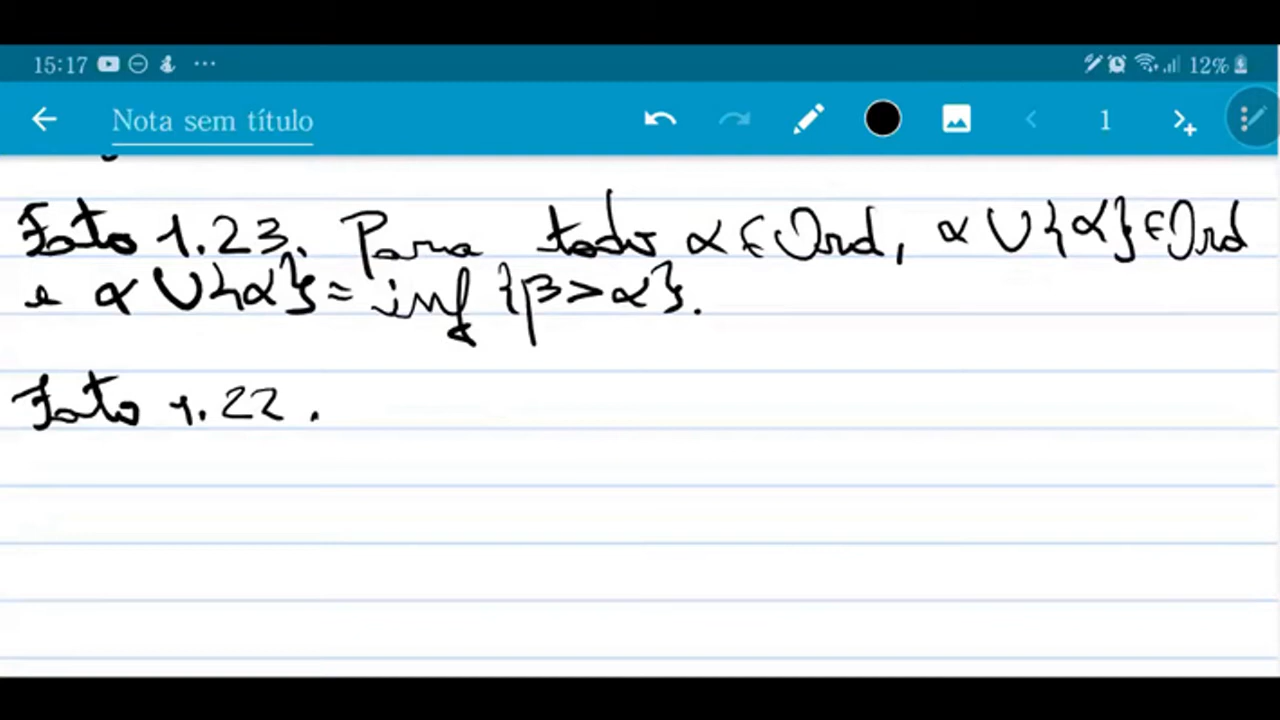 15:17 ... 12%
Nota sem título 1
Fato 1.23. Para todo α ∈ Ord, α ∪ {α} ∈ Ord
e α ∪ {α} = inf {β > α}.
Fato 1.22.